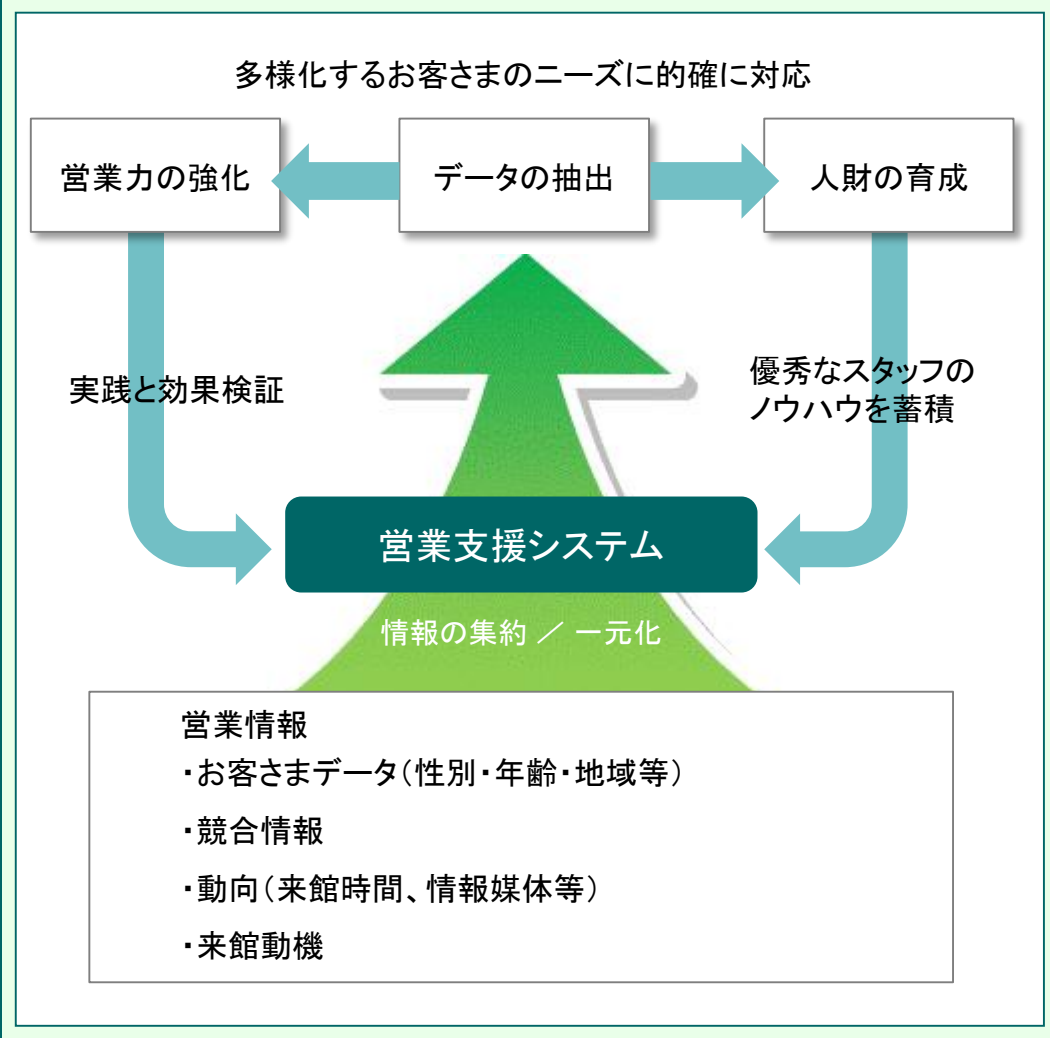 多様化するお客さまのニーズに的確に対応
営業力の強化
データの抽出
人財の育成
実践と効果検証
優秀なスタッフの
ノウハウを蓄積
営業支援システム
情報の集約 ／ 一元化
営業情報
・お客さまデータ（性別・年齢・地域等）
・競合情報
・動向（来館時間、情報媒体等）
・来館動機